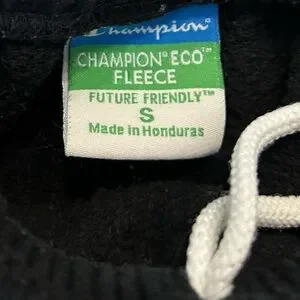 Champion
CHAMPION® ECO™
FLEECE
FUTURE FRIENDLY™
S
Made in Honduras